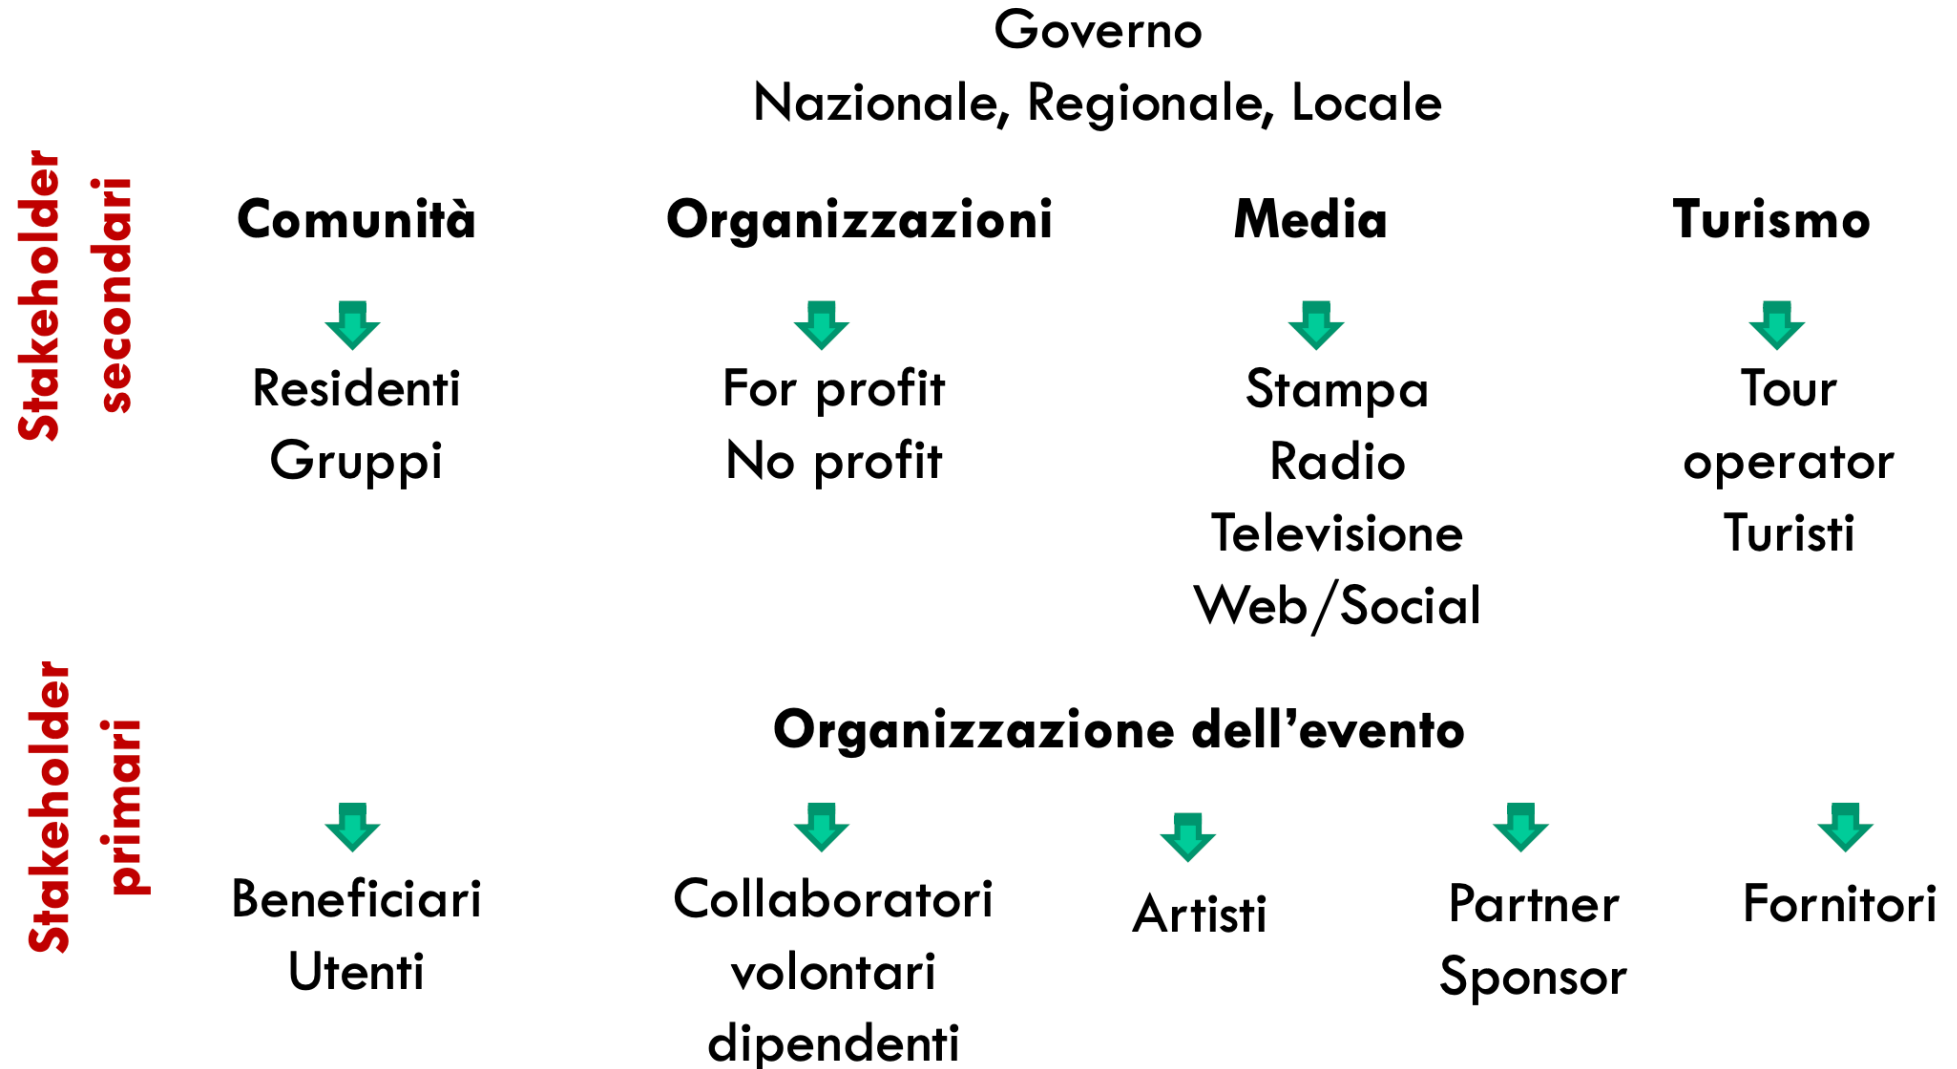 Governo
Nazionale, Regionale, Locale
Stakeholder
secondari
Comunità
Organizzazioni
Media
Turismo
Residenti
Gruppi
For profit
No profit
Stampa
Radio
Televisione
Web/Social
Tour
operator
Turisti
Stakeholder
primari
Organizzazione dell’evento
Beneficiari
Utenti
Collaboratori
volontari
dipendenti
Artisti
Partner
Sponsor
Fornitori